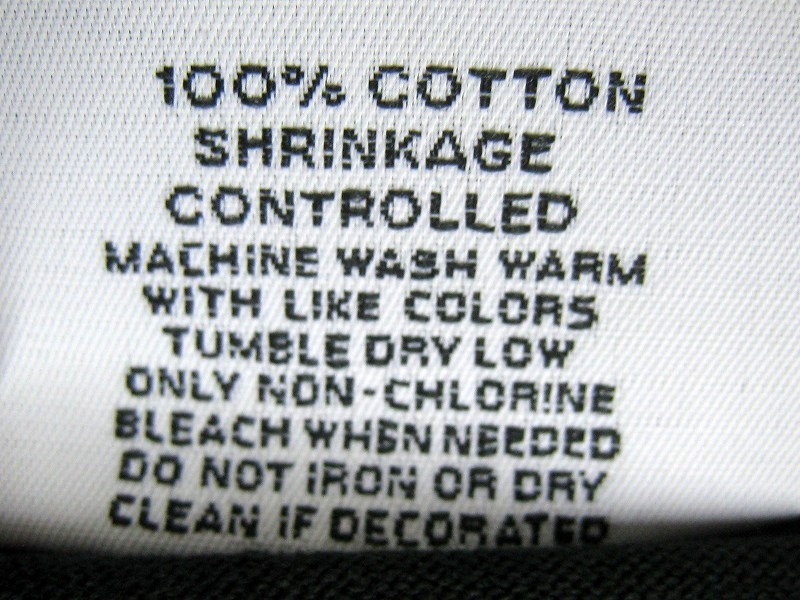 100% COTTON
SHRINKAGE
CONTROLLED
MACHINE WASH WARM
WITH LIKE COLORS
TUMBLE DRY LOW
ONLY NON-CHLORINE
BLEACH WHEN NEEDED
DO NOT IRON OR DRY
CLEAN IF DECORATED